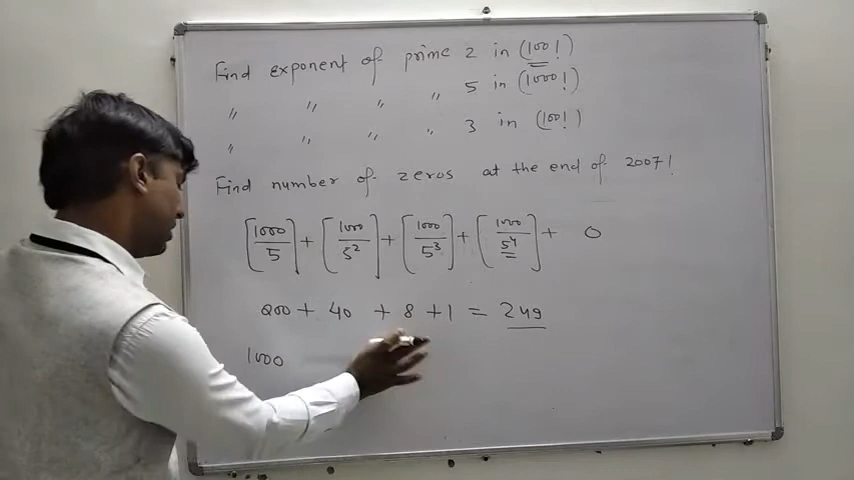 Find exponent of prime 2 in (100!)
" " " " 5 in (1000!)
" " " " 3 in (100!)
Find number of zeros at the end of 2007!
[1000/5] + [1000/5²] + [1000/5³] + [1000/5⁴] + 0
200 + 40 + 8 + 1 = 249
1000